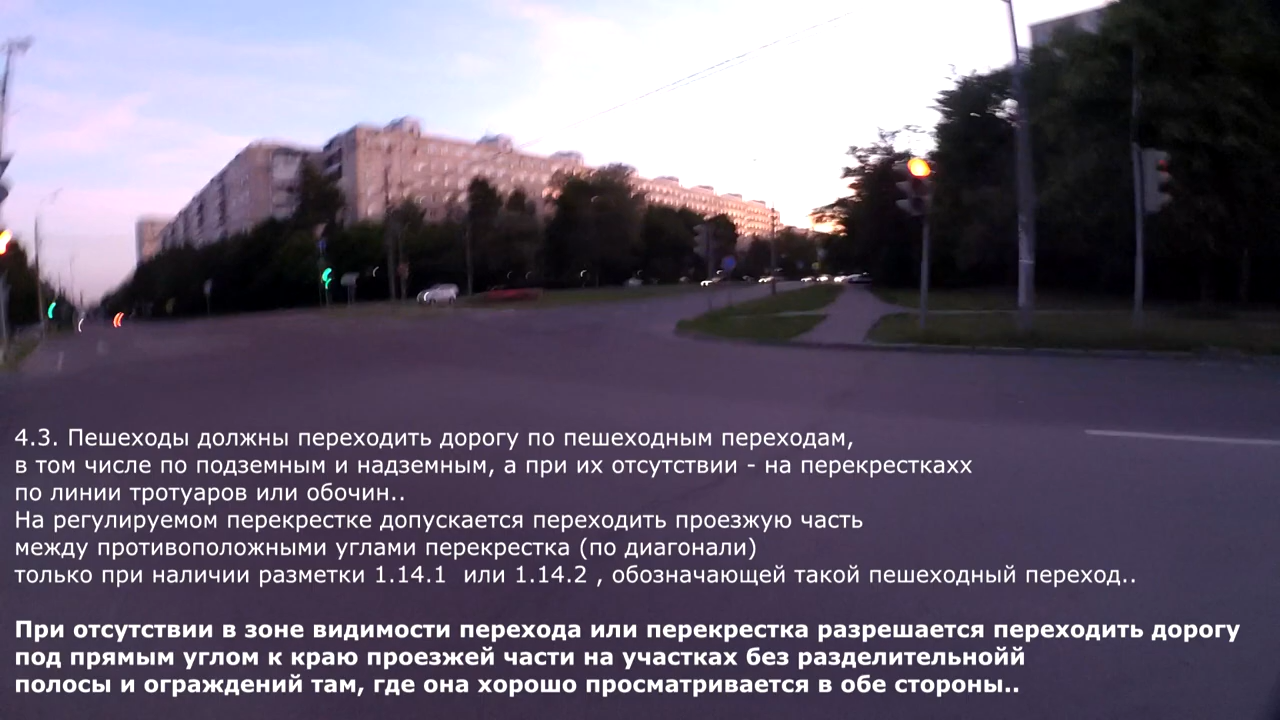 4.3. Пешеходы должны переходить дорогу по пешеходным переходам,
в том числе по подземным и надземным, а при их отсутствии - на перекресткахх
по линии тротуаров или обочин..
На регулируемом перекрестке допускается переходить проезжую часть
между противоположными углами перекрестка (по диагонали)
только при наличии разметки 1.14.1  или 1.14.2 , обозначающей такой пешеходный переход..
При отсутствии в зоне видимости перехода или перекрестка разрешается переходить дорогу
под прямым углом к краю проезжей части на участках без разделительнойй
полосы и ограждений там, где она хорошо просматривается в обе стороны..